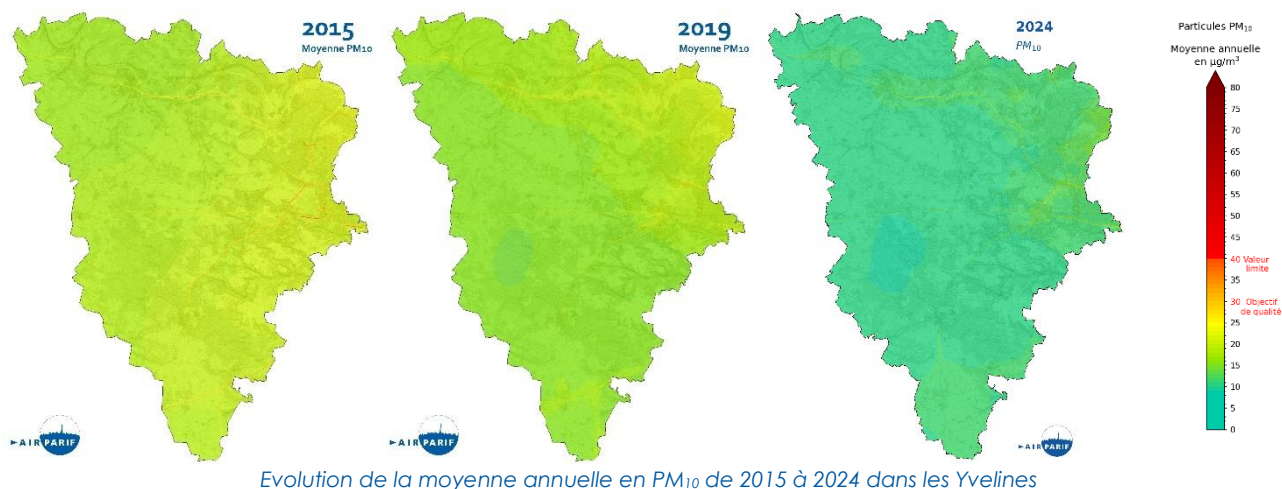 2015
Moyenne PM10
2019
Moyenne PM10
2024
PM10
Particules PM10
Moyenne annuelle
en µg/m³
80
75
70
65
60
55
50
45
40 Valeur
limite
35
30 Objectif
de qualité
25
20
15
10
5
0
AIRPARIF
AIRPARIF
AIRPARIF
Evolution de la moyenne annuelle en PM10 de 2015 à 2024 dans les Yvelines